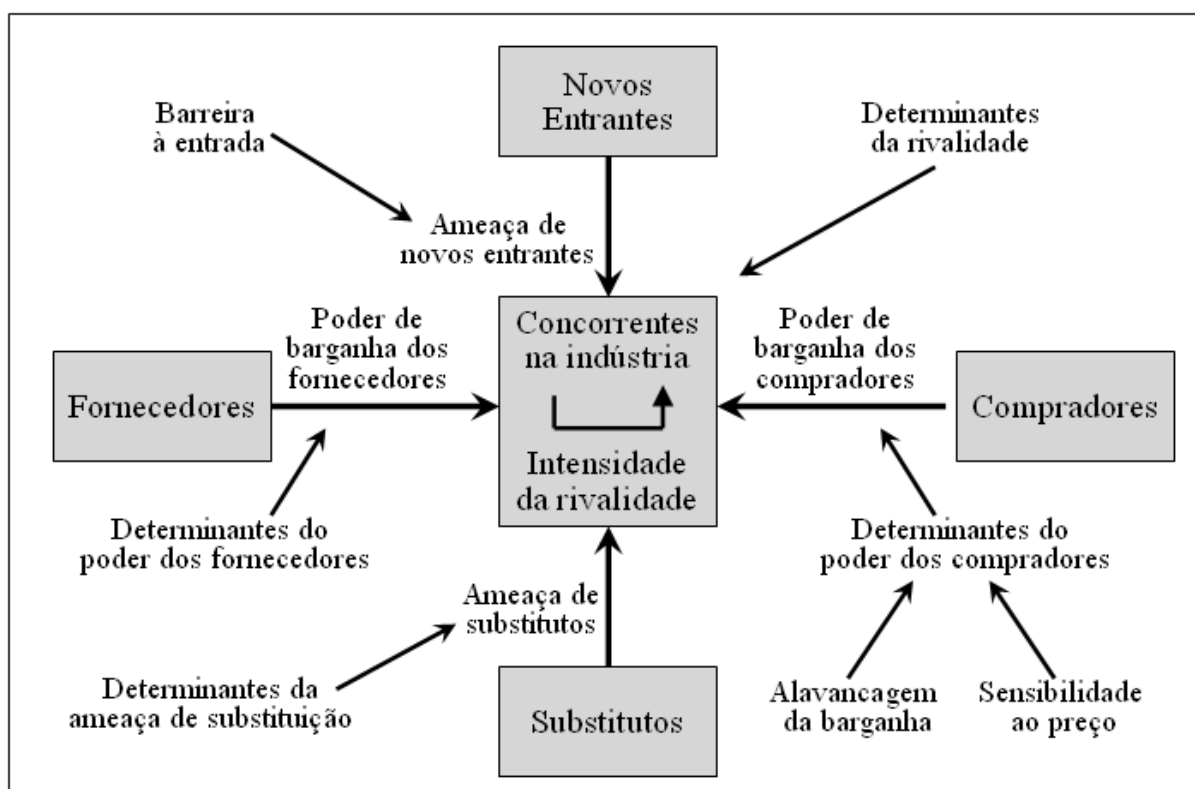 Novos
Entrantes
Barreira
à entrada
Determinantes
da rivalidade
Ameaça de
novos entrantes
Concorrentes
na indústria
Intensidade
da rivalidade
Poder de
barganha dos
fornecedores
Fornecedores
Poder de
barganha dos
compradores
Compradores
Determinantes do
poder dos fornecedores
Determinantes do
poder dos compradores
Ameaça de
substitutos
Determinantes da
ameaça de substituição
Substitutos
Alavancagem
da barganha
Sensibilidade
ao preço